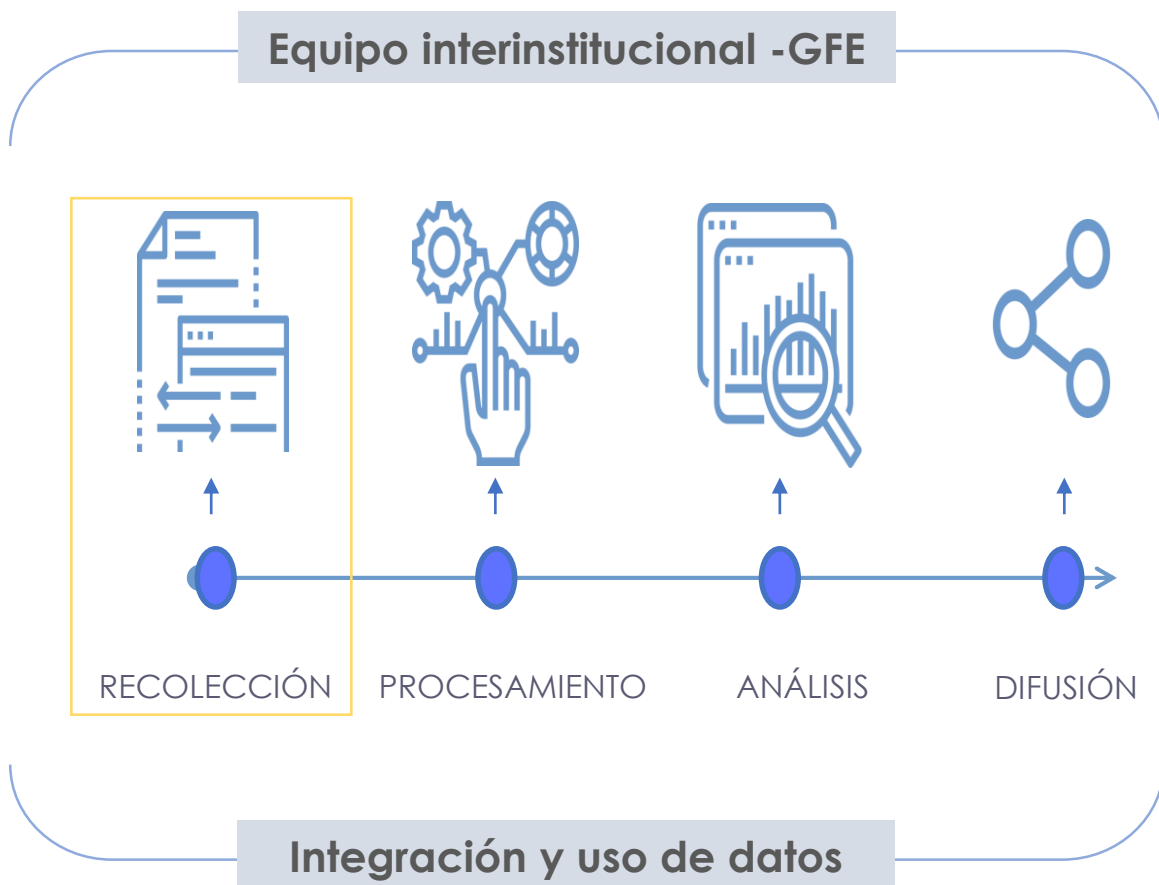 Equipo interinstitucional -GFE
RECOLECCIÓN
PROCESAMIENTO
ANÁLISIS
DIFUSIÓN
Integración y uso de datos